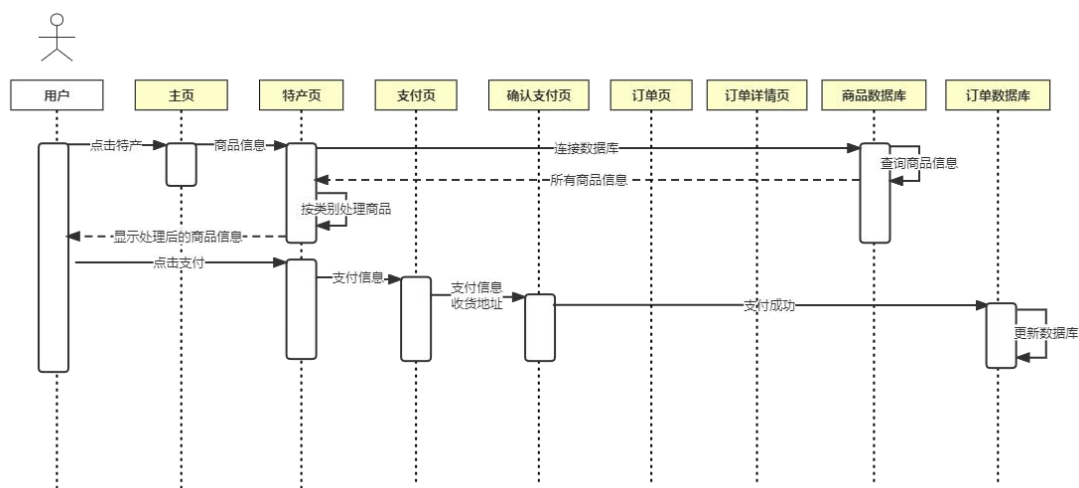 用户
主页
特产页
支付页
确认支付页
订单页
订单详情页
商品数据库
订单数据库
点击特产
商品信息
连接数据库
查询商品信息
所有商品信息
按类别处理商品
显示处理后的商品信息
点击支付
支付信息
支付信息
收货地址
支付成功
更新数据库